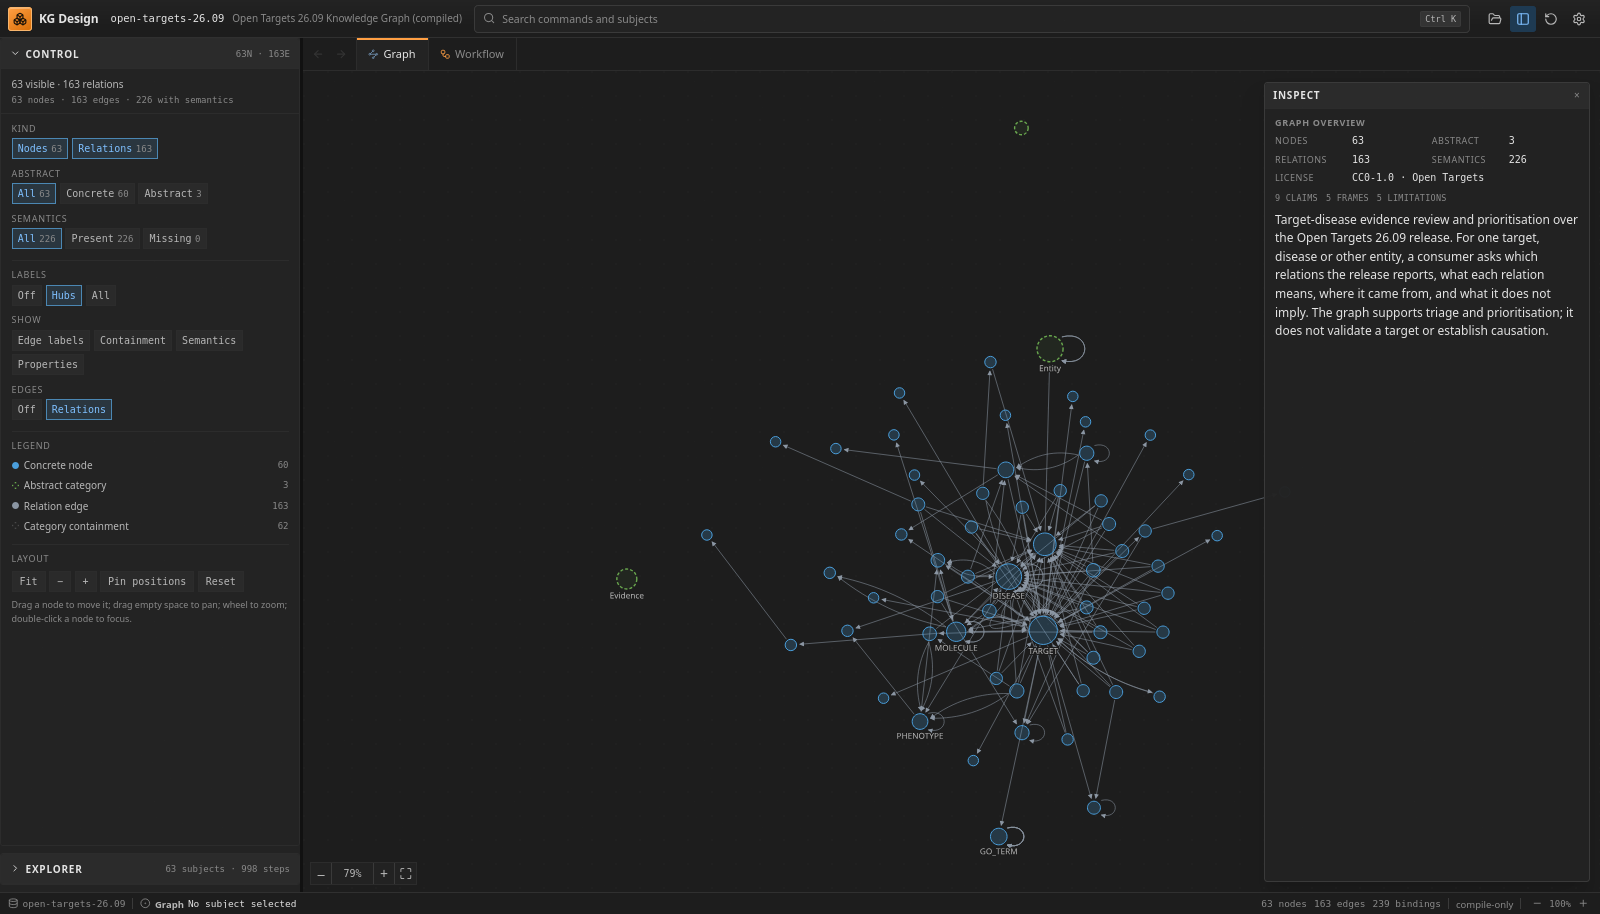 KG Design open-targets-26.09 Open Targets 26.09 Knowledge Graph (compiled) Search commands and subjects Ctrl K
CONTROL 63N · 163E
Graph Workflow
63 visible · 163 relations
63 nodes · 163 edges · 226 with semantics
KIND
Nodes 63 Relations 163
ABSTRACT
All 63 Concrete 60 Abstract 3
SEMANTICS
All 226 Present 226 Missing 0
LABELS
Off Hubs All
SHOW
Edge labels Containment Semantics
Properties
EDGES
Off Relations
LEGEND
Concrete node 60
Abstract category 3
Relation edge 163
Category containment 62
LAYOUT
Fit − + Pin positions Reset
Drag a node to move it; drag empty space to pan; wheel to zoom;
double-click a node to focus.
EXPLORER 63 subjects · 998 steps
Entity
Evidence
DISEASE
MOLECULE
TARGET
PHENOTYPE
GO_TERM
− 79% +
INSPECT ×
GRAPH OVERVIEW
NODES 63 ABSTRACT 3
RELATIONS 163 SEMANTICS 226
LICENSE CC0-1.0 · Open Targets
9 CLAIMS 5 FRAMES 5 LIMITATIONS
Target-disease evidence review and prioritisation over
the Open Targets 26.09 release. For one target,
disease or other entity, a consumer asks which
relations the release reports, what each relation
means, where it came from, and what it does not
imply. The graph supports triage and prioritisation; it
does not validate a target or establish causation.
open-targets-26.09 Graph No subject selected 63 nodes 163 edges 239 bindings compile-only − 100% +